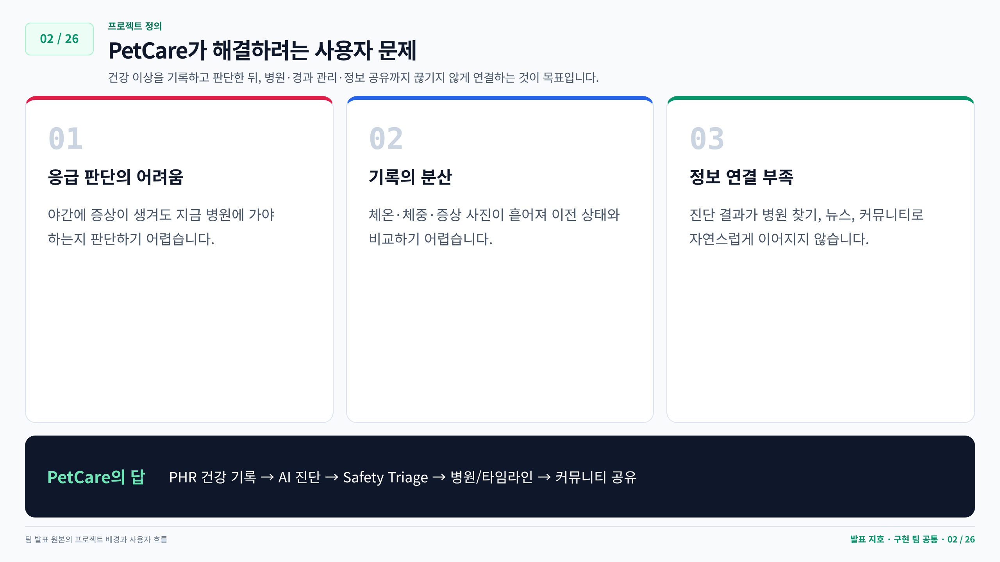 02 / 26
프로젝트 정의
PetCare가 해결하려는 사용자 문제
건강 이상을 기록하고 판단한 뒤, 병원·경과 관리·정보 공유까지 끊기지 않게 연결하는 것이 목표입니다.
01
응급 판단의 어려움
야간에 증상이 생겨도 지금 병원에 가야
하는지 판단하기 어렵습니다.
02
기록의 분산
체온·체중·증상 사진이 흩어져 이전 상태와
비교하기 어렵습니다.
03
정보 연결 부족
진단 결과가 병원 찾기, 뉴스, 커뮤니티로
자연스럽게 이어지지 않습니다.
PetCare의 답
PHR 건강 기록 → AI 진단 → Safety Triage → 병원/타임라인 → 커뮤니티 공유
팀 발표 원본의 프로젝트 배경과 사용자 흐름
발표 지호 · 구현 팀 공통 · 02 / 26